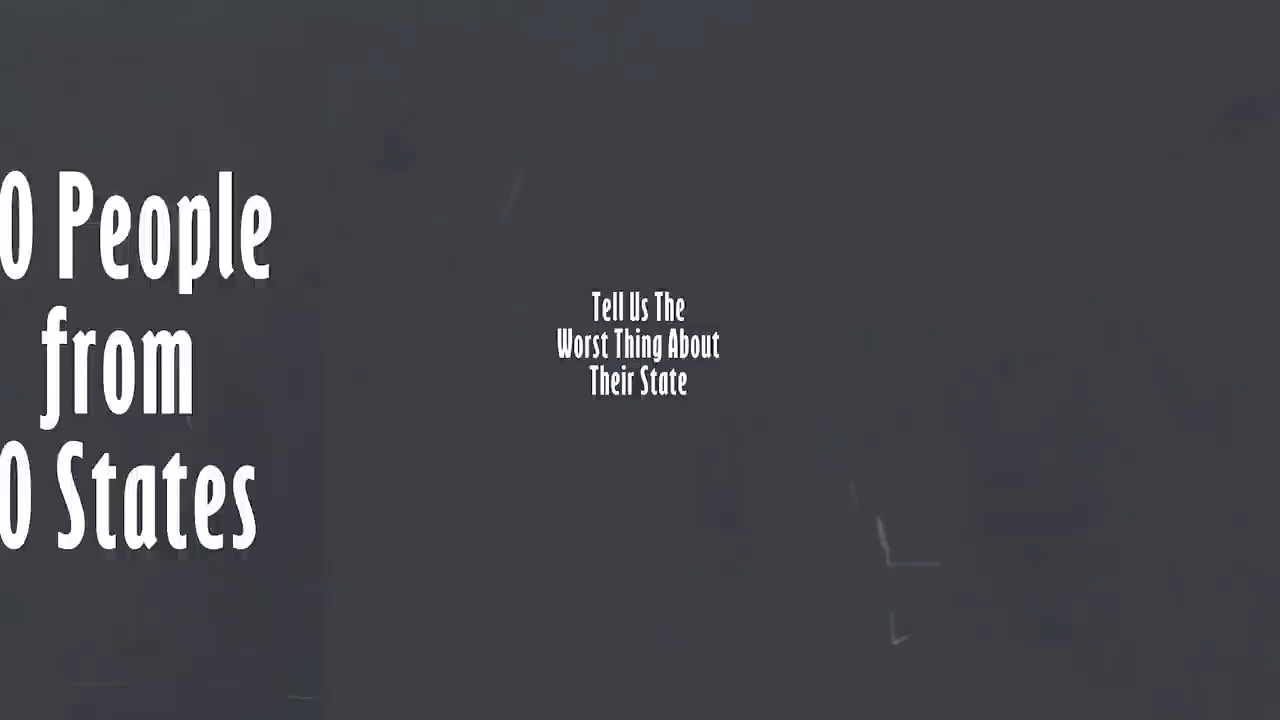 0 People
from
0 States
Tell Us The
Worst Thing About
Their State